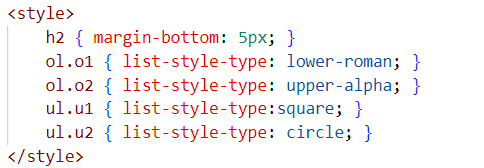 <style>
    h2 { margin-bottom: 5px; }
    ol.o1 { list-style-type: lower-roman; }
    ol.o2 { list-style-type: upper-alpha; }
    ul.u1 { list-style-type:square; }
    ul.u2 { list-style-type: circle; }
</style>